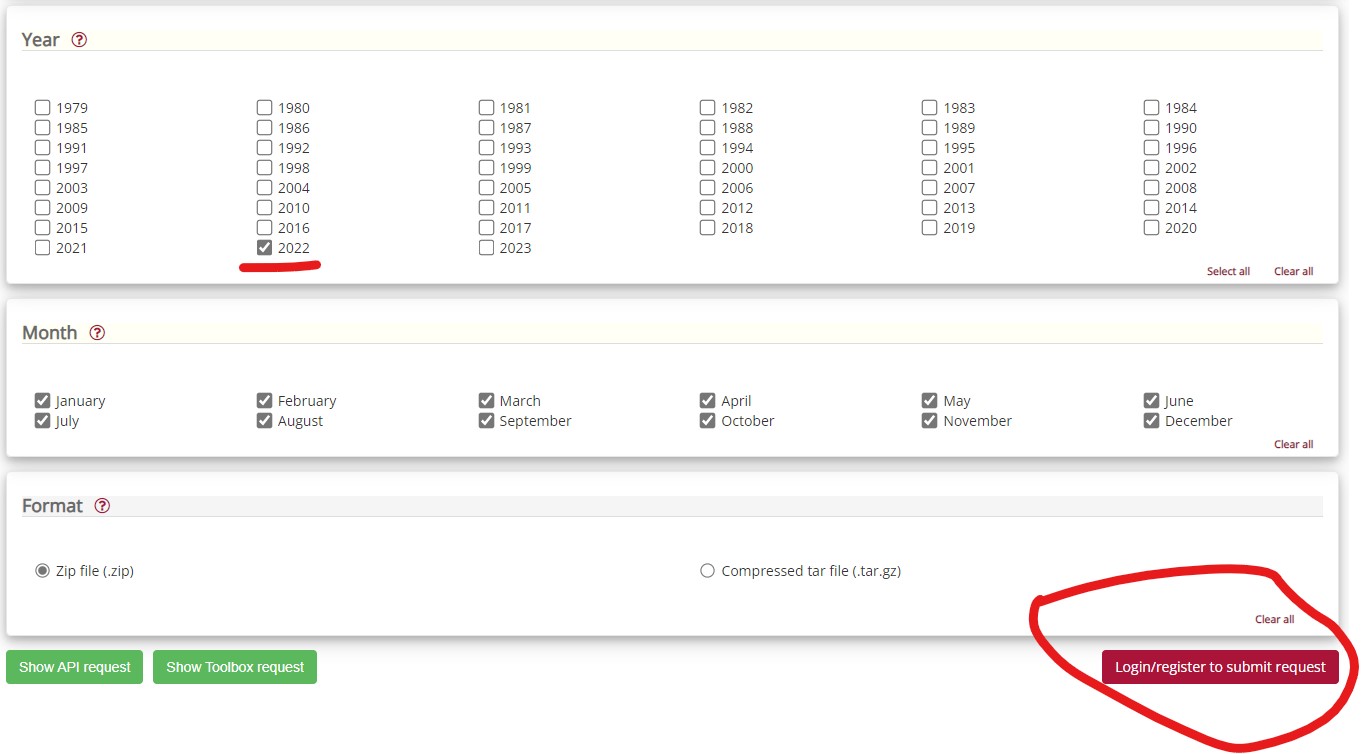 Year ?
1979 1980 1981 1982 1983 1984
1985 1986 1987 1988 1989 1990
1991 1992 1993 1994 1995 1996
1997 1998 1999 2000 2001 2002
2003 2004 2005 2006 2007 2008
2009 2010 2011 2012 2013 2014
2015 2016 2017 2018 2019 2020
2021 2022 2023
Select all Clear all
Month ?
January February March April May June
July August September October November December
Clear all
Format ?
Zip file (.zip) Compressed tar file (.tar.gz)
Clear all
Show API request Show Toolbox request Login/register to submit request